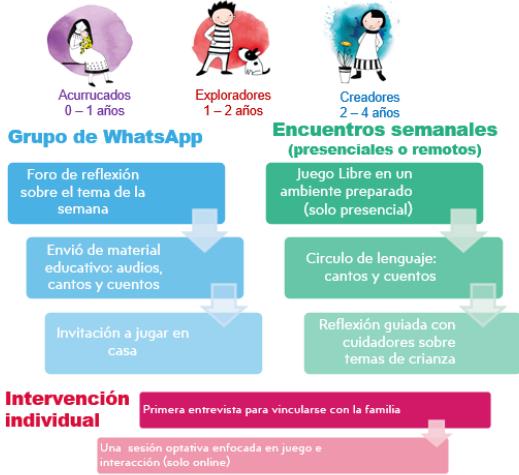 Acurrucados
0 – 1 años
Exploradores
1 – 2 años
Creadores
2 – 4 años
Grupo de WhatsApp
Foro de reflexión
sobre el tema de la
semana
Envió de material
educativo: audios,
cantos y cuentos
Invitación a jugar en
casa
Encuentros semanales
(presenciales o remotos)
Juego Libre en un
ambiente preparado
(solo presencial)
Circulo de lenguaje:
cantos y cuentos
Reflexión guiada con
cuidadores sobre
temas de crianza
Intervención
individual
Primera entrevista para vincularse con la familia
Una sesión optativa enfocada en juego e
interacción (solo online)